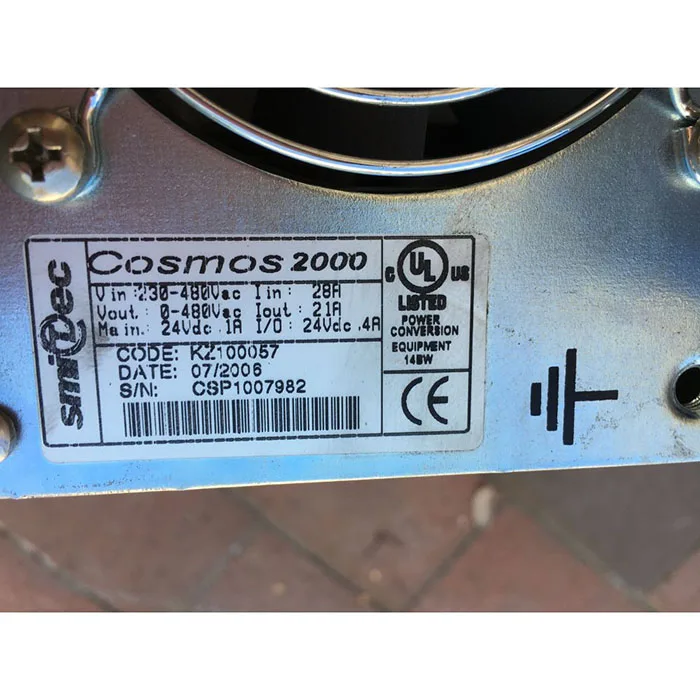 smitec
Cosmos 2000
Vin :230-480Vac Iin: 28A
Vout: 0-480Vac Iout: 21A
Main: 24Vdc.1A I/O: 24Vdc.4A
CODE: KZ100057
DATE: 07/2006
S/N: CSP1007982
C UL US
LISTED
POWER
CONVERSION
EQUIPMENT
14BW
CE